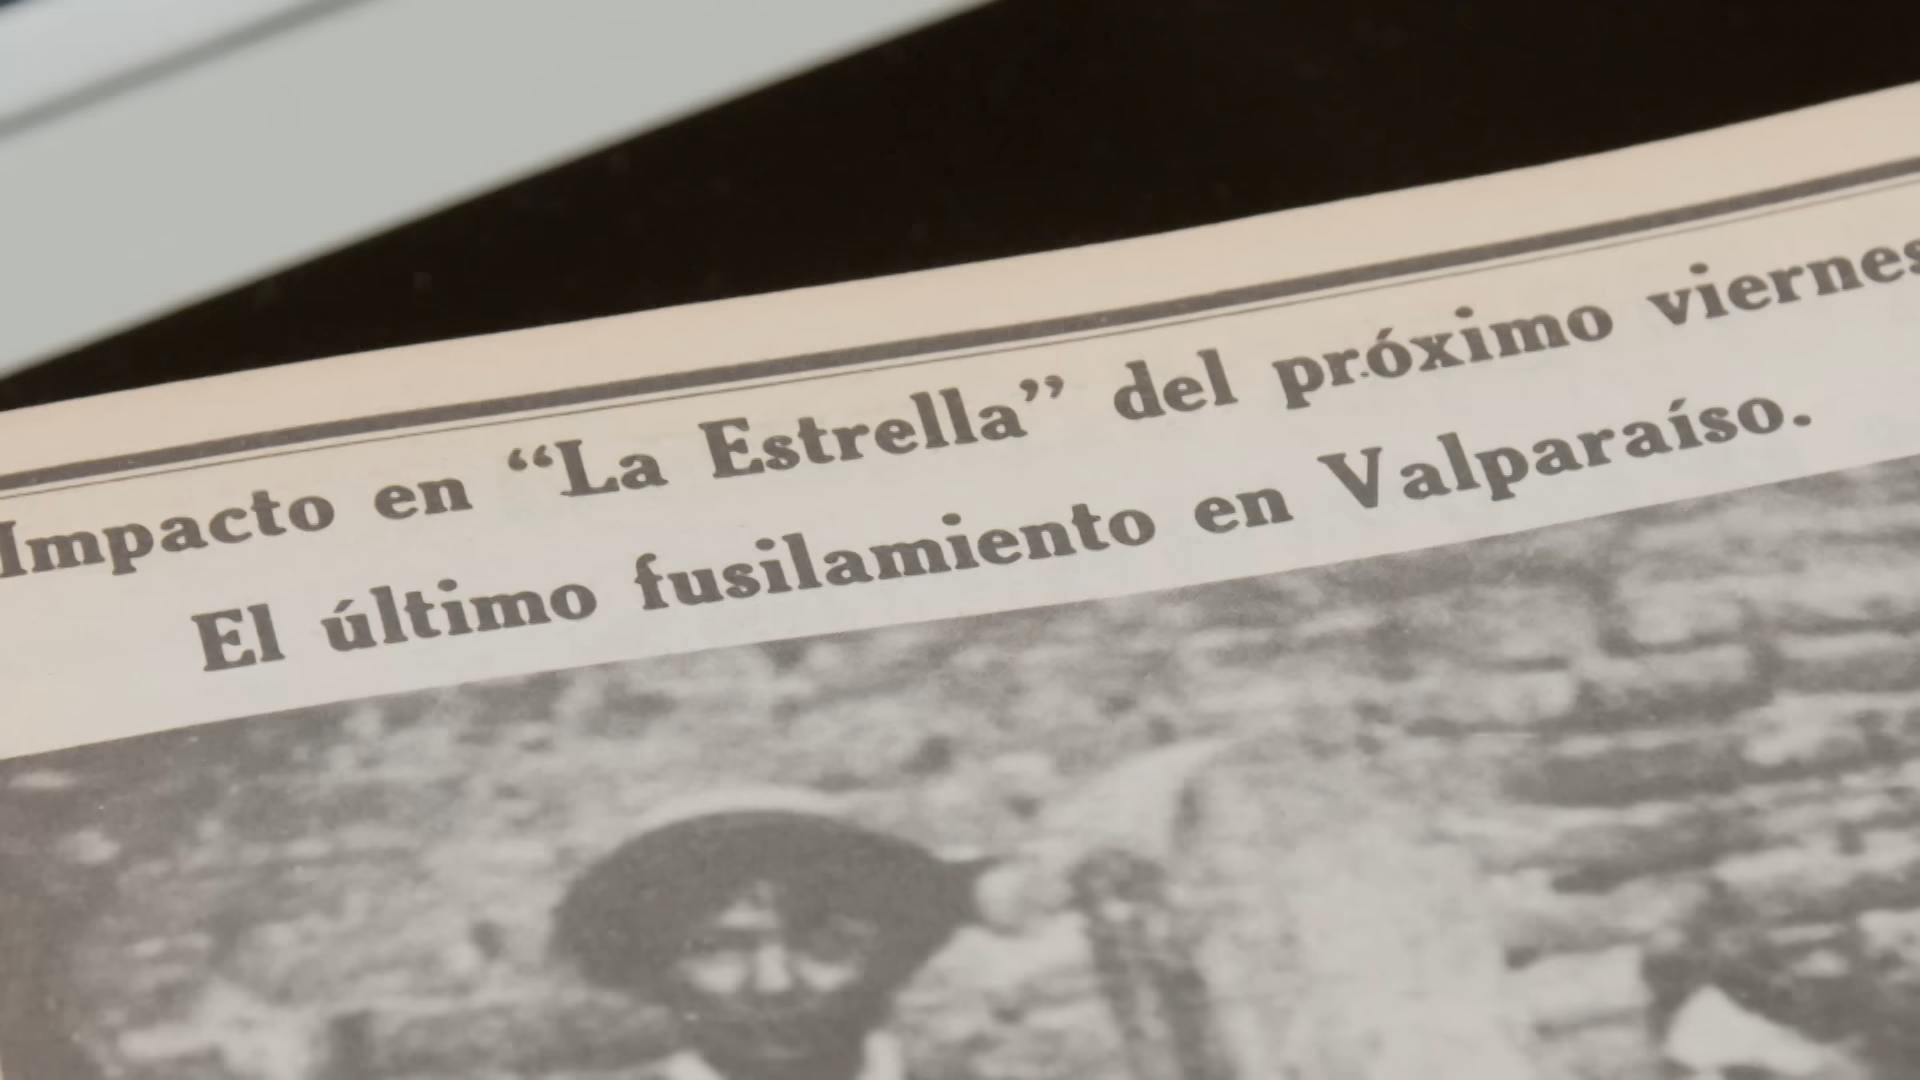 Impacto en “La Estrella” del próximo viernes
El último fusilamiento en Valparaíso.